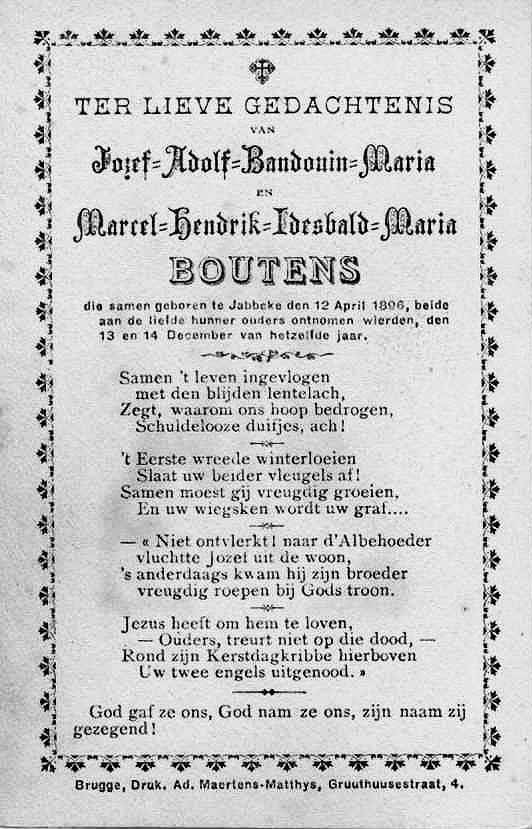 TER LIEVE GEDACHTENIS
VAN
Jozef=Adolf=Bandouin=Maria
EN
Marcel=Hendrik=Idesbald=Maria
BOUTENS
die samen geboren te Jabbeke den 12 April 1896, beide
aan de liefde hunner ouders ontnomen wierden, den
13 en 14 December van hetzelfde jaar.
Samen 't leven ingevlogen
met den blijden lentelach,
Zegt, waarom ons hoop bedrogen,
Schuldelooze duifjes, ach!
't Eerste wreede winterloeien
Slaat uw beider vleugels af!
Samen moest gij vreugdig groeien,
En uw wiegsken wordt uw graf....
— « Niet ontvlerkt! naar d'Albehoeder
vluchtte Jozef uit de woon,
's anderdaags kwam hij zijn broeder
vreugdig roepen bij Gods troon.
Jezus heeft om hem te loven,
— Ouders, treurt niet op die dood, —
Rond zijn Kerstdagkribbe hierboven
Uw twee engels uitgenood. »
God gaf ze ons, God nam ze ons, zijn naam zij
gezegend!
Brugge, Druk. Ad. Maertens-Matthys, Gruuthuusestraat, 4.